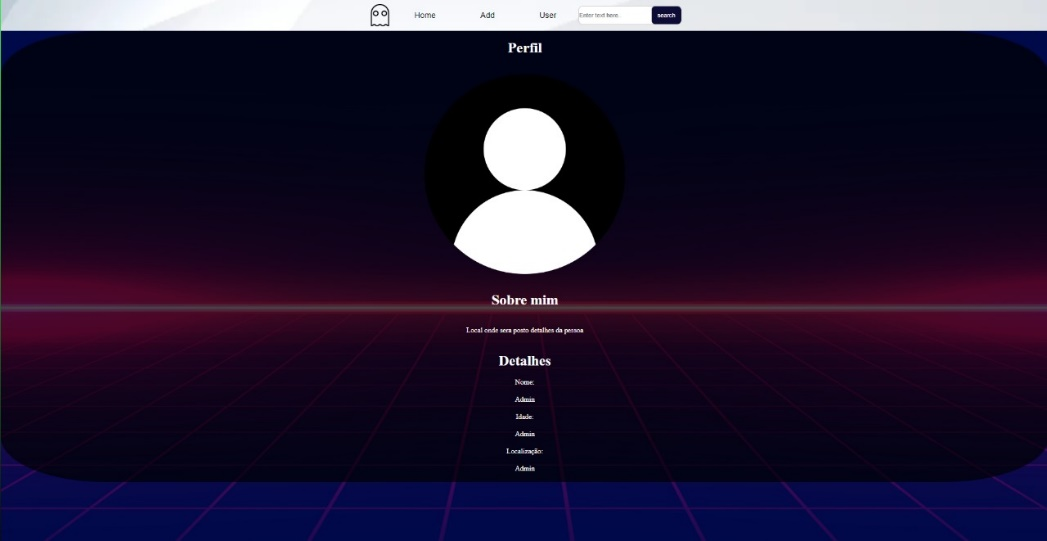 Home Add User Enter text here. search
Perfil
Sobre mim
Local onde sera posto detalhes da pessoa
Detalhes
Nome:
Admin
Idade:
Admin
Localização:
Admin